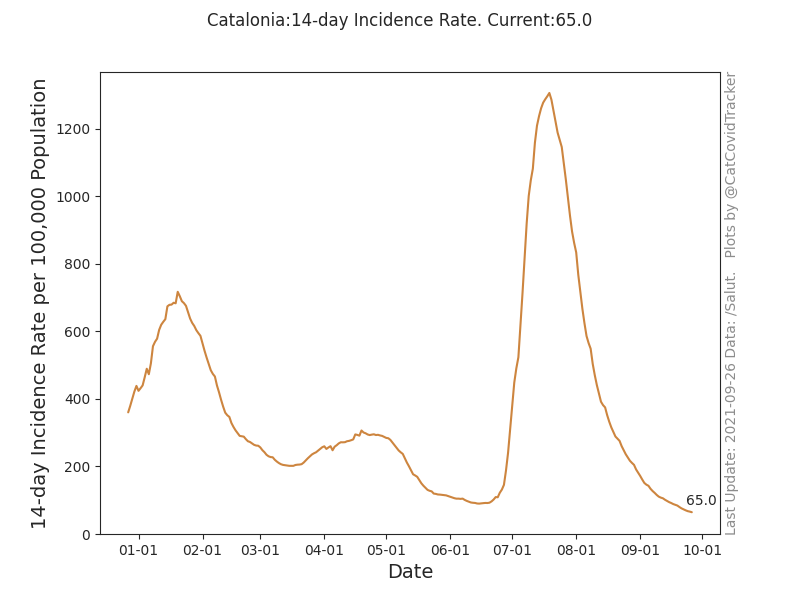 Catalonia:14-day Incidence Rate. Current:65.0
14-day Incidence Rate per 100,000 Population
1200
1000
800
600
400
200
0
65.0
01-01 02-01 03-01 04-01 05-01 06-01 07-01 08-01 09-01 10-01
Date
Last Update: 2021-09-26 Data: /Salut. Plots by @CatCovidTracker